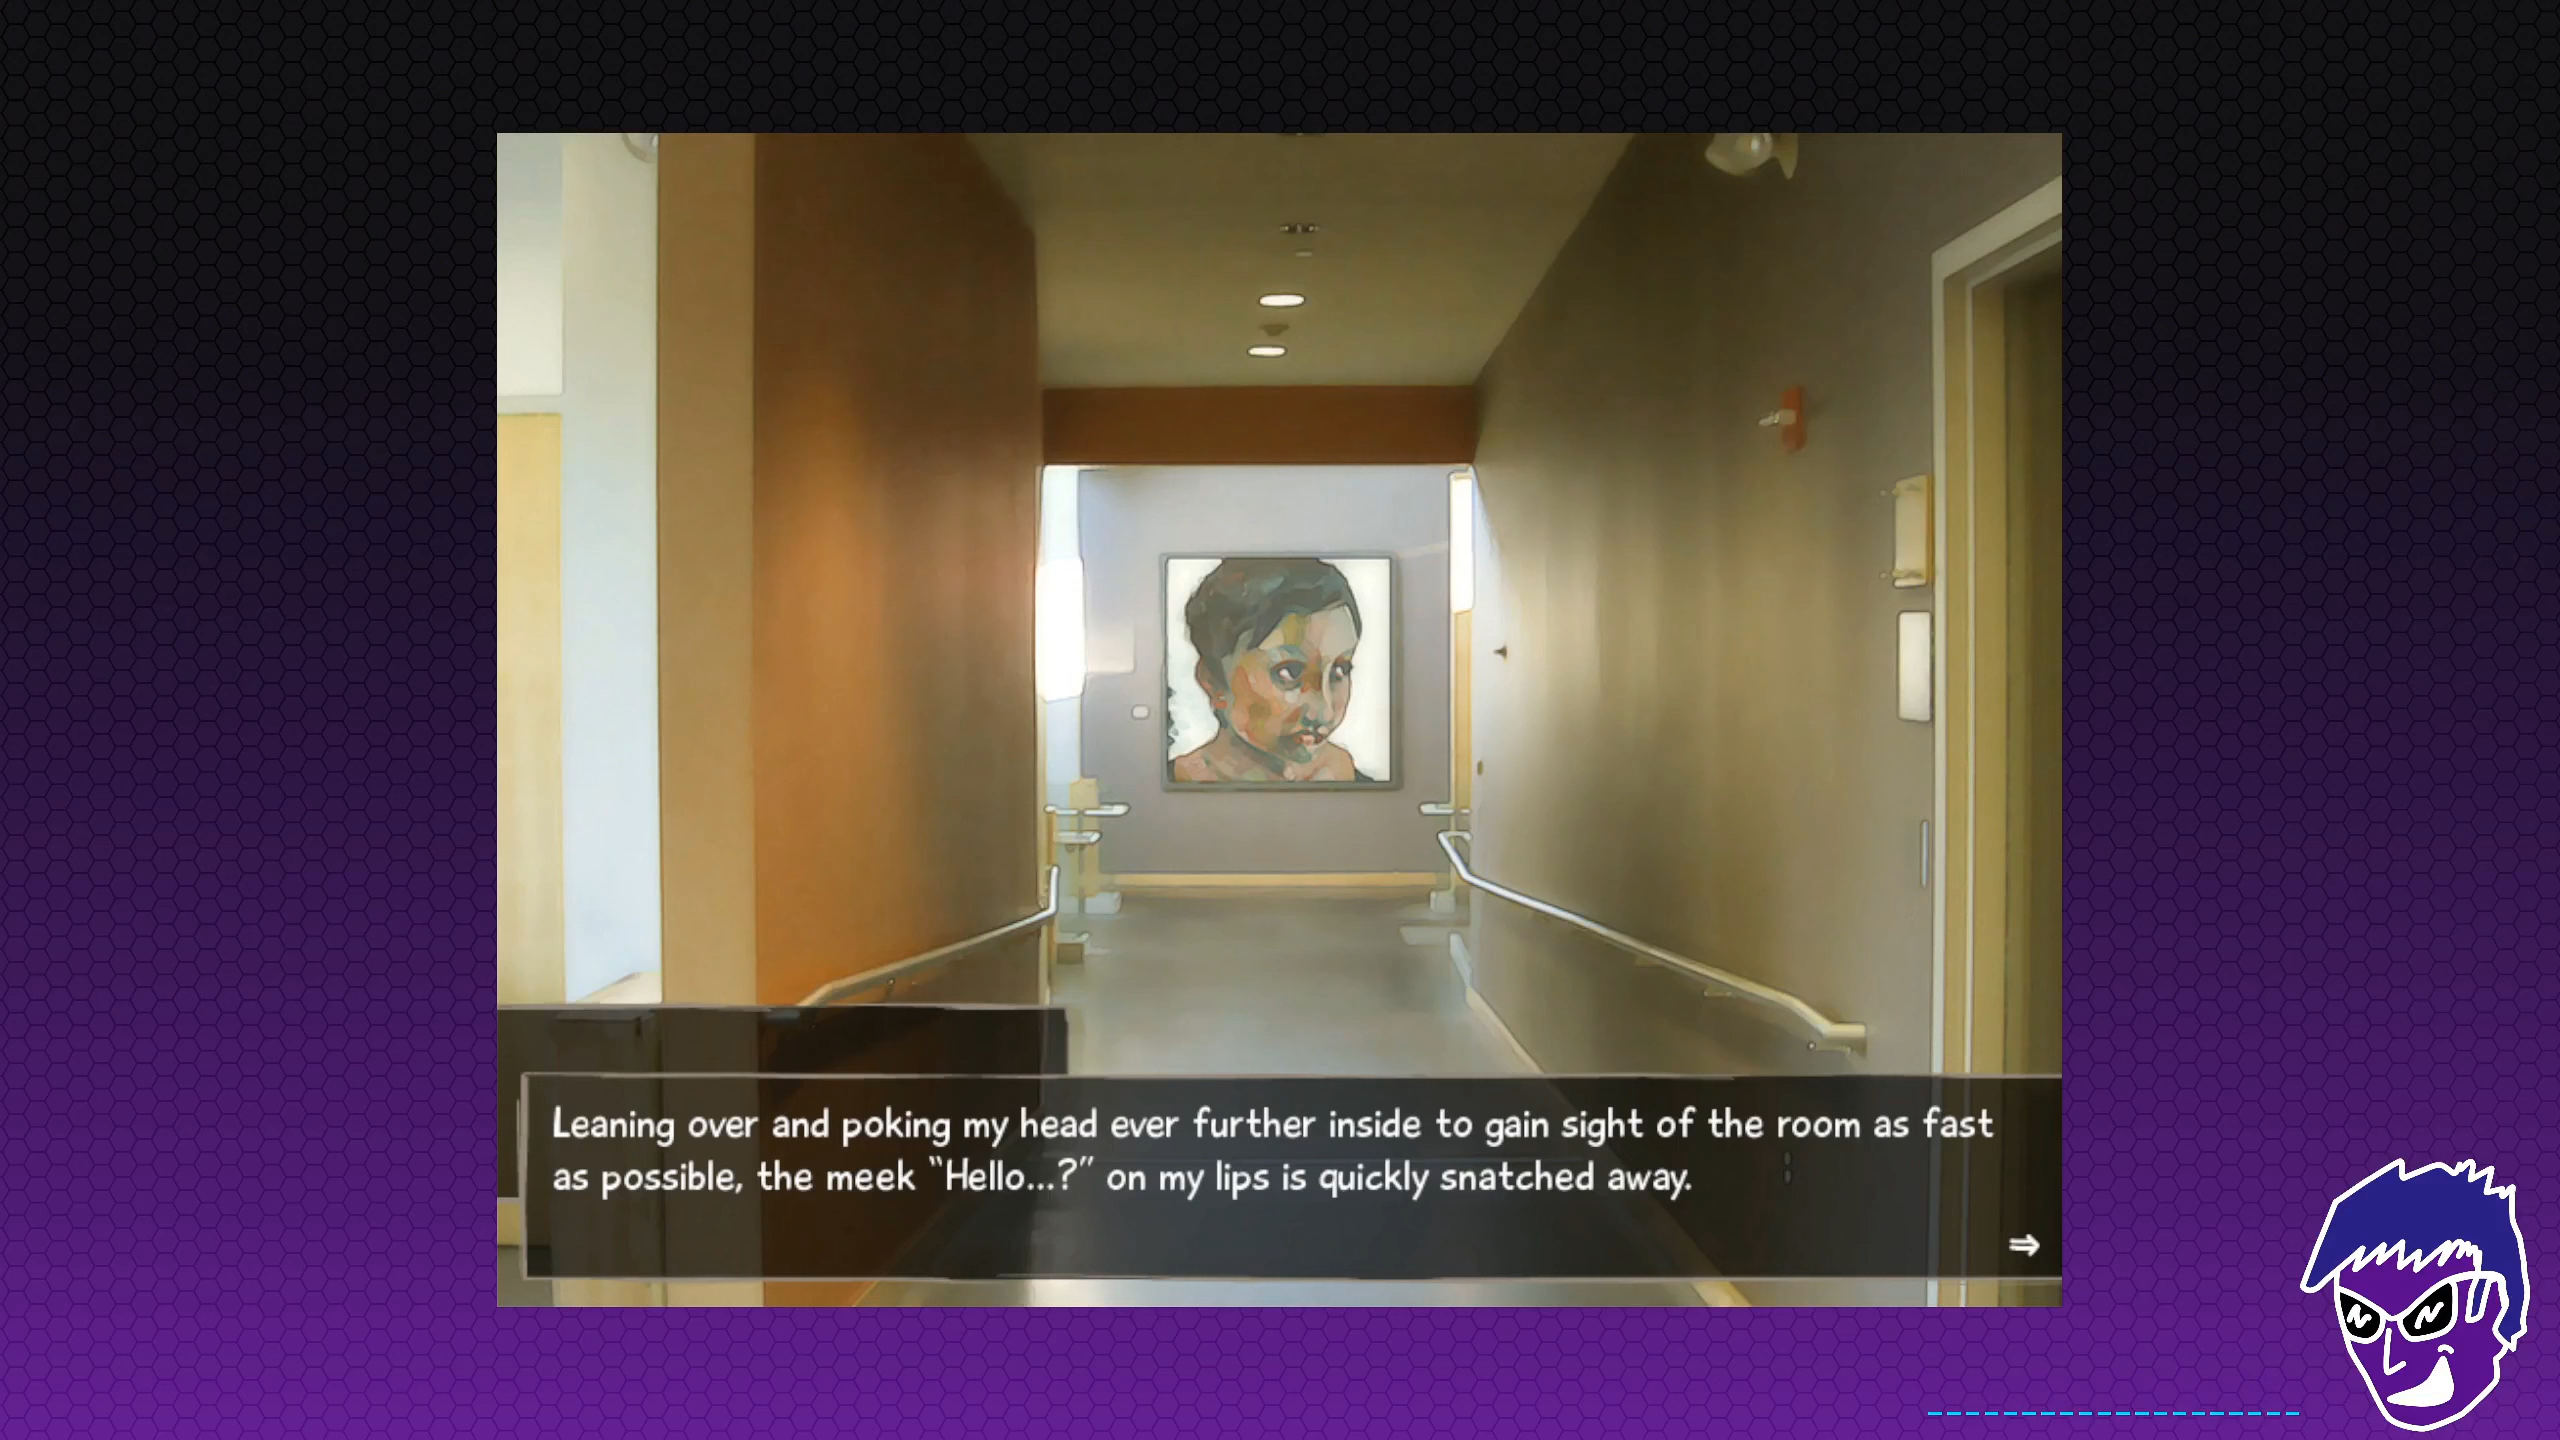 Leaning over and poking my head ever further inside to gain sight of the room as fast
as possible, the meek “Hello...?” on my lips is quickly snatched away.